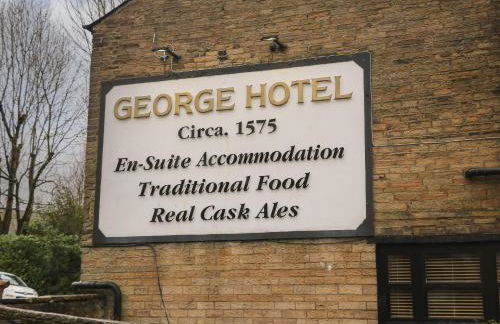 GEORGE HOTEL
Circa. 1575
En-Suite Accommodation
Traditional Food
Real Cask Ales